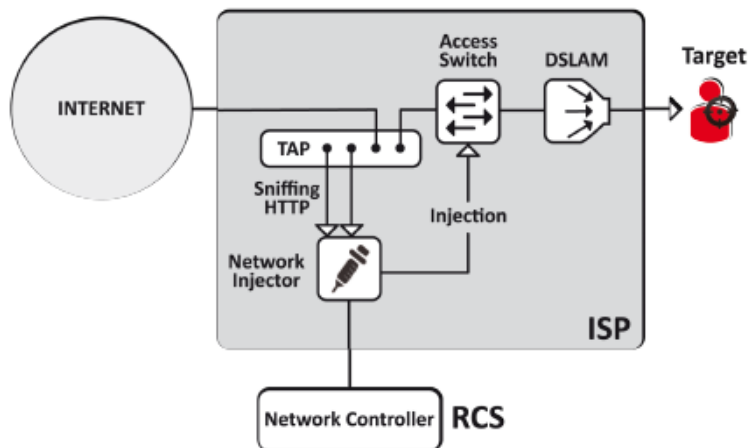 Access
Switch
DSLAM
Target
INTERNET
TAP
Sniffing
HTTP
Injection
Network
Injector
ISP
Network Controller
RCS